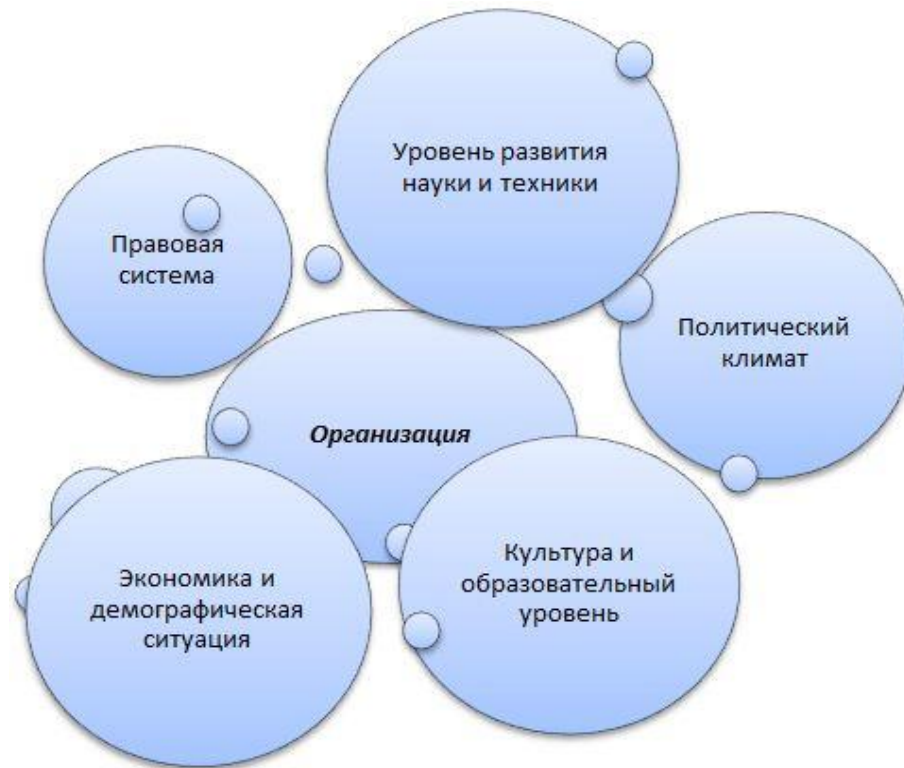 Уровень развития
науки и техники
Правовая
система
Политический
климат
Организация
Экономика и
демографическая
ситуация
Культура и
образовательный
уровень